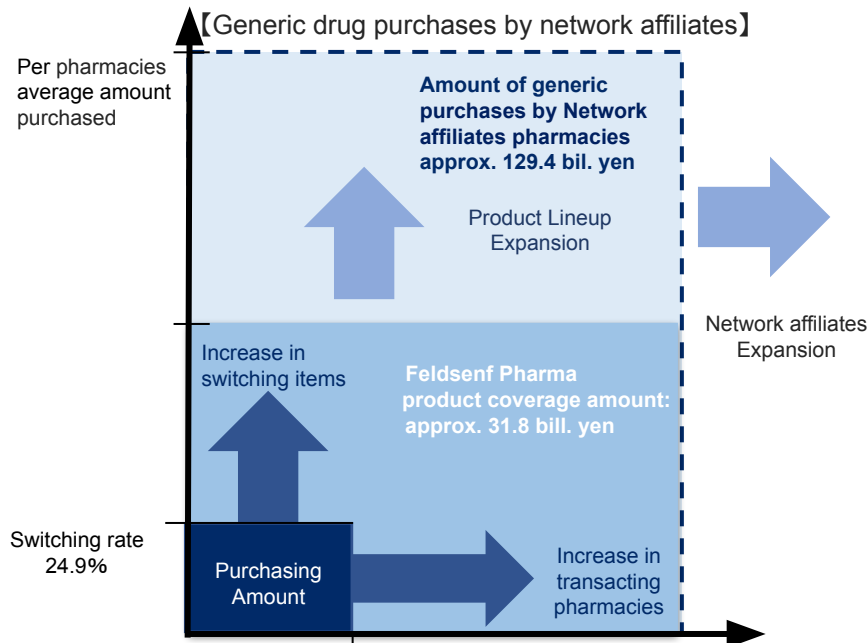 【Generic drug purchases by network affiliates】
Per pharmacies
average amount
purchased
Amount of generic
purchases by Network
affiliates pharmacies
approx. 129.4 bil. yen
Product Lineup
Expansion
Network affiliates
Expansion
Increase in
switching items
Feldsenf Pharma
product coverage amount:
approx. 31.8 bill. yen
Switching rate
24.9%
Purchasing
Amount
Increase in
transacting
pharmacies